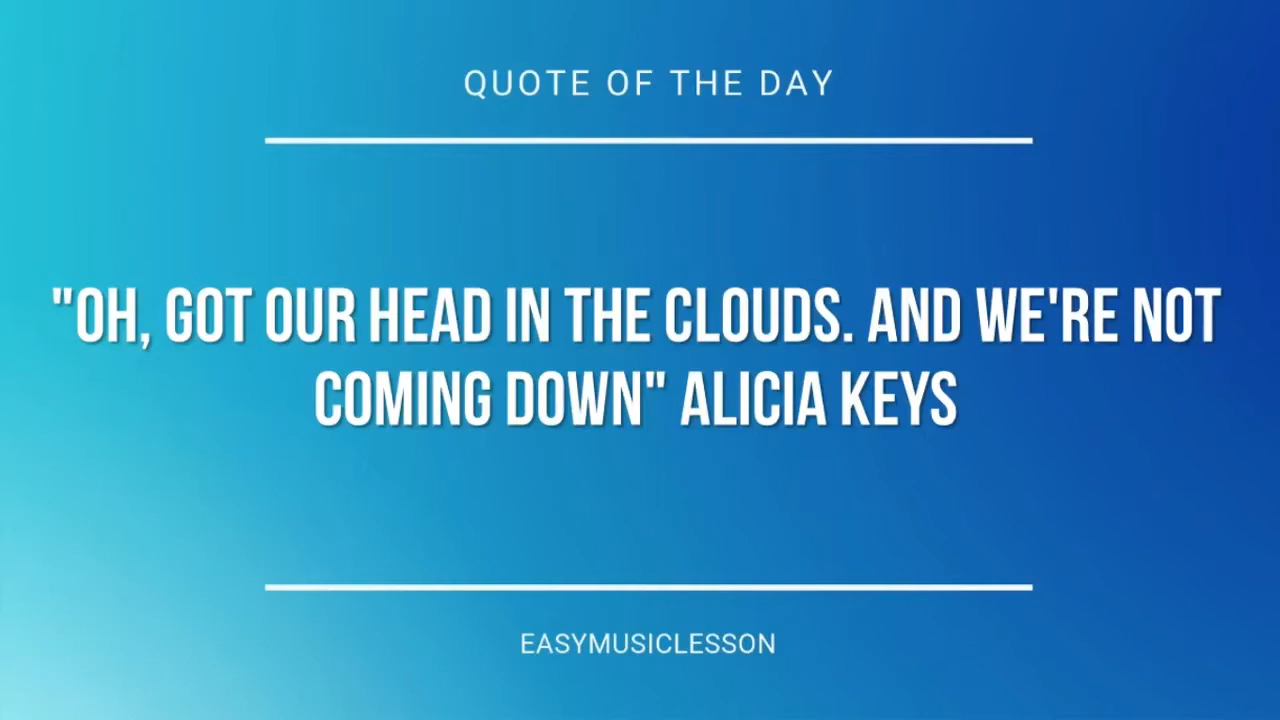 QUOTE OF THE DAY
"OH, GOT OUR HEAD IN THE CLOUDS. AND WE'RE NOT
COMING DOWN" ALICIA KEYS
EASYMUSICLESSON